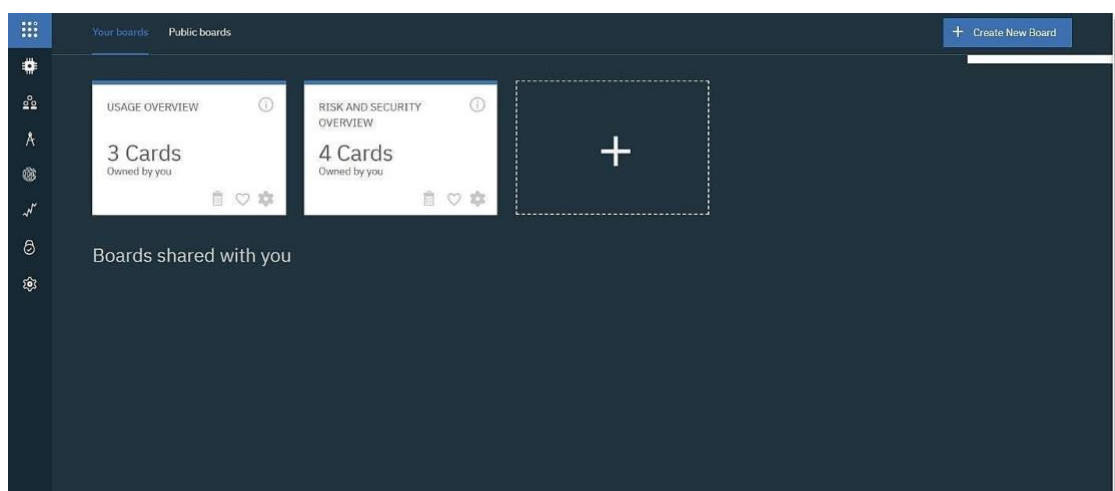 Your boards
Public boards
+ Create New Board
USAGE OVERVIEW
3 Cards
Owned by you
RISK AND SECURITY
OVERVIEW
4 Cards
Owned by you
Boards shared with you